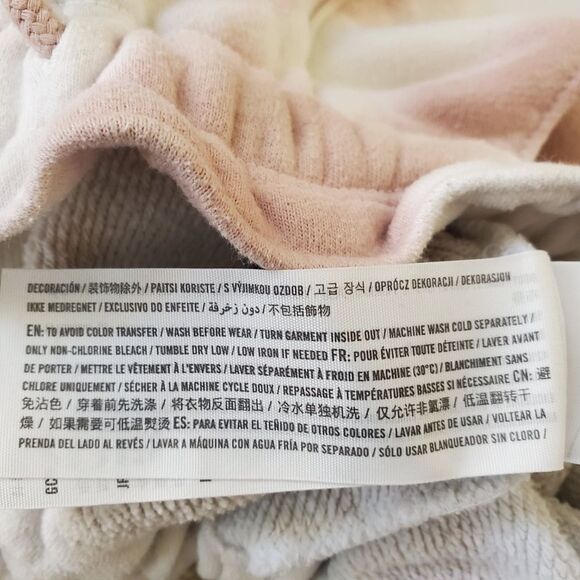 DECORACIÓN / 装饰物除外 / PAITSI KORISTE / S VÝJIMKOU OZDOB / 고급 장식 / OPRÓCZ DEKORACJI / DEKORASJON
IKKE MEDREGNET / EXCLUSIVO DO ENFEITE / دون زخرفة / 不包括飾物
EN: TO AVOID COLOR TRANSFER / WASH BEFORE WEAR / TURN GARMENT INSIDE OUT / MACHINE WASH COLD SEPARATELY /
ONLY NON-CHLORINE BLEACH / TUMBLE DRY LOW / LOW IRON IF NEEDED FR: POUR ÉVITER TOUTE DÉTEINTE / LAVER AVANT
DE PORTER / METTRE LE VÊTEMENT À L'ENVERS / LAVER SÉPARÉMENT À FROID EN MACHINE (30°C) / BLANCHIMENT SANS
CHLORE UNIQUEMENT / SÉCHER À LA MACHINE CYCLE DOUX / REPASSAGE À TEMPÉRATURES BASSES SI NÉCESSAIRE CN: 避
免沾色 / 穿着前先洗涤 / 将衣物反面翻出 / 冷水单独机洗 / 仅允许非氯漂 / 低温翻转干
燥 / 如果需要可低温熨烫 ES: PARA EVITAR EL TEÑIDO DE OTROS COLORES / LAVAR ANTES DE USAR / VOLTEAR LA
PRENDA DEL LADO AL REVÉS / LAVAR A MÁQUINA CON AGUA FRÍA POR SEPARADO / SÓLO USAR BLANQUEADOR SIN CLORO /
GC
JF